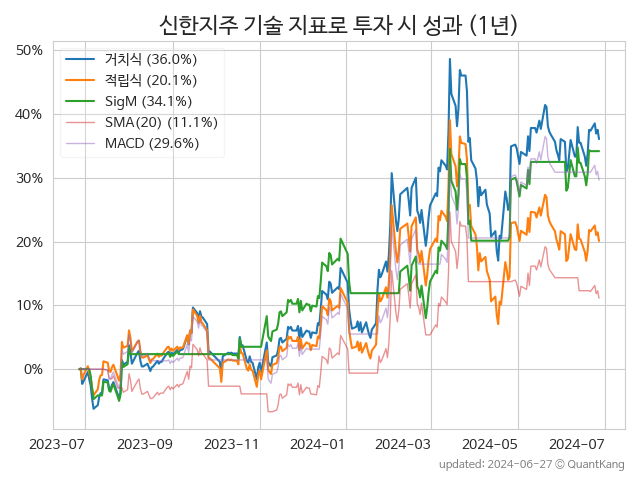 신한지주 기술 지표로 투자 시 성과 (1년)
50%
40%
30%
20%
10%
0%
거치식 (36.0%)
적립식 (20.1%)
SigM (34.1%)
SMA(20) (11.1%)
MACD (29.6%)
2023-07
2023-09
2023-11
2024-01
2024-03
2024-05
2024-07
updated: 2024-06-27 © QuantKang